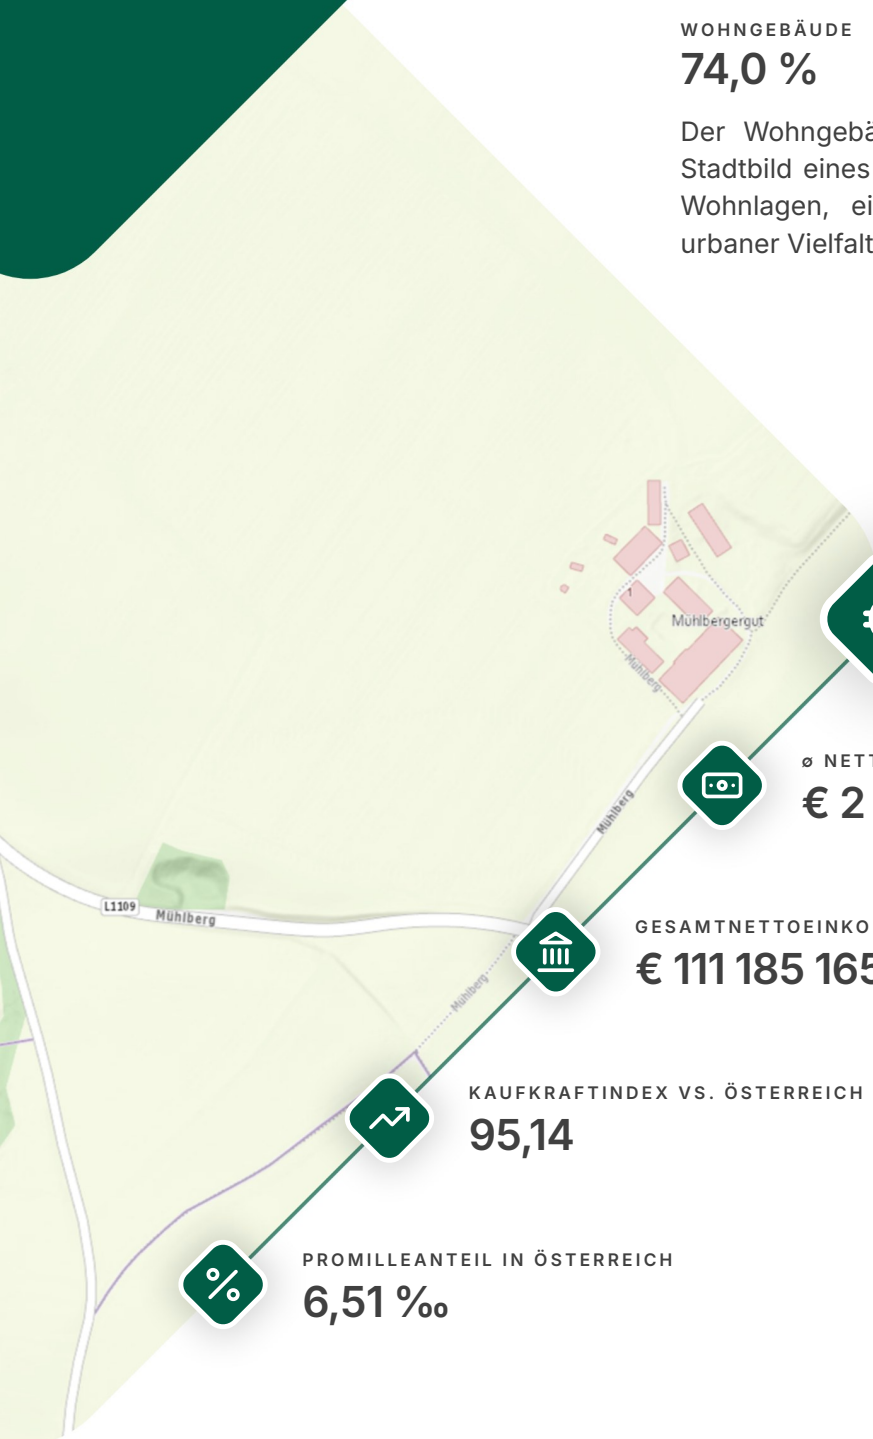 WOHNGEBÄUDE
74,0 %
Der Wohngebä
Stadtbild eines
Wohnlagen, ei
urbaner Vielfalt
1
Mühlbergergut
Mühlberg
Mühlberg
ø NETT
€ 2
L1109
Mühlberg
GESAMTNETTOEINKO
€ 111 185 165
Mühlberg
KAUFKRAFTINDEX VS. ÖSTERREICH
95,14
PROMILLEANTEIL IN ÖSTERREICH
6,51 ‰